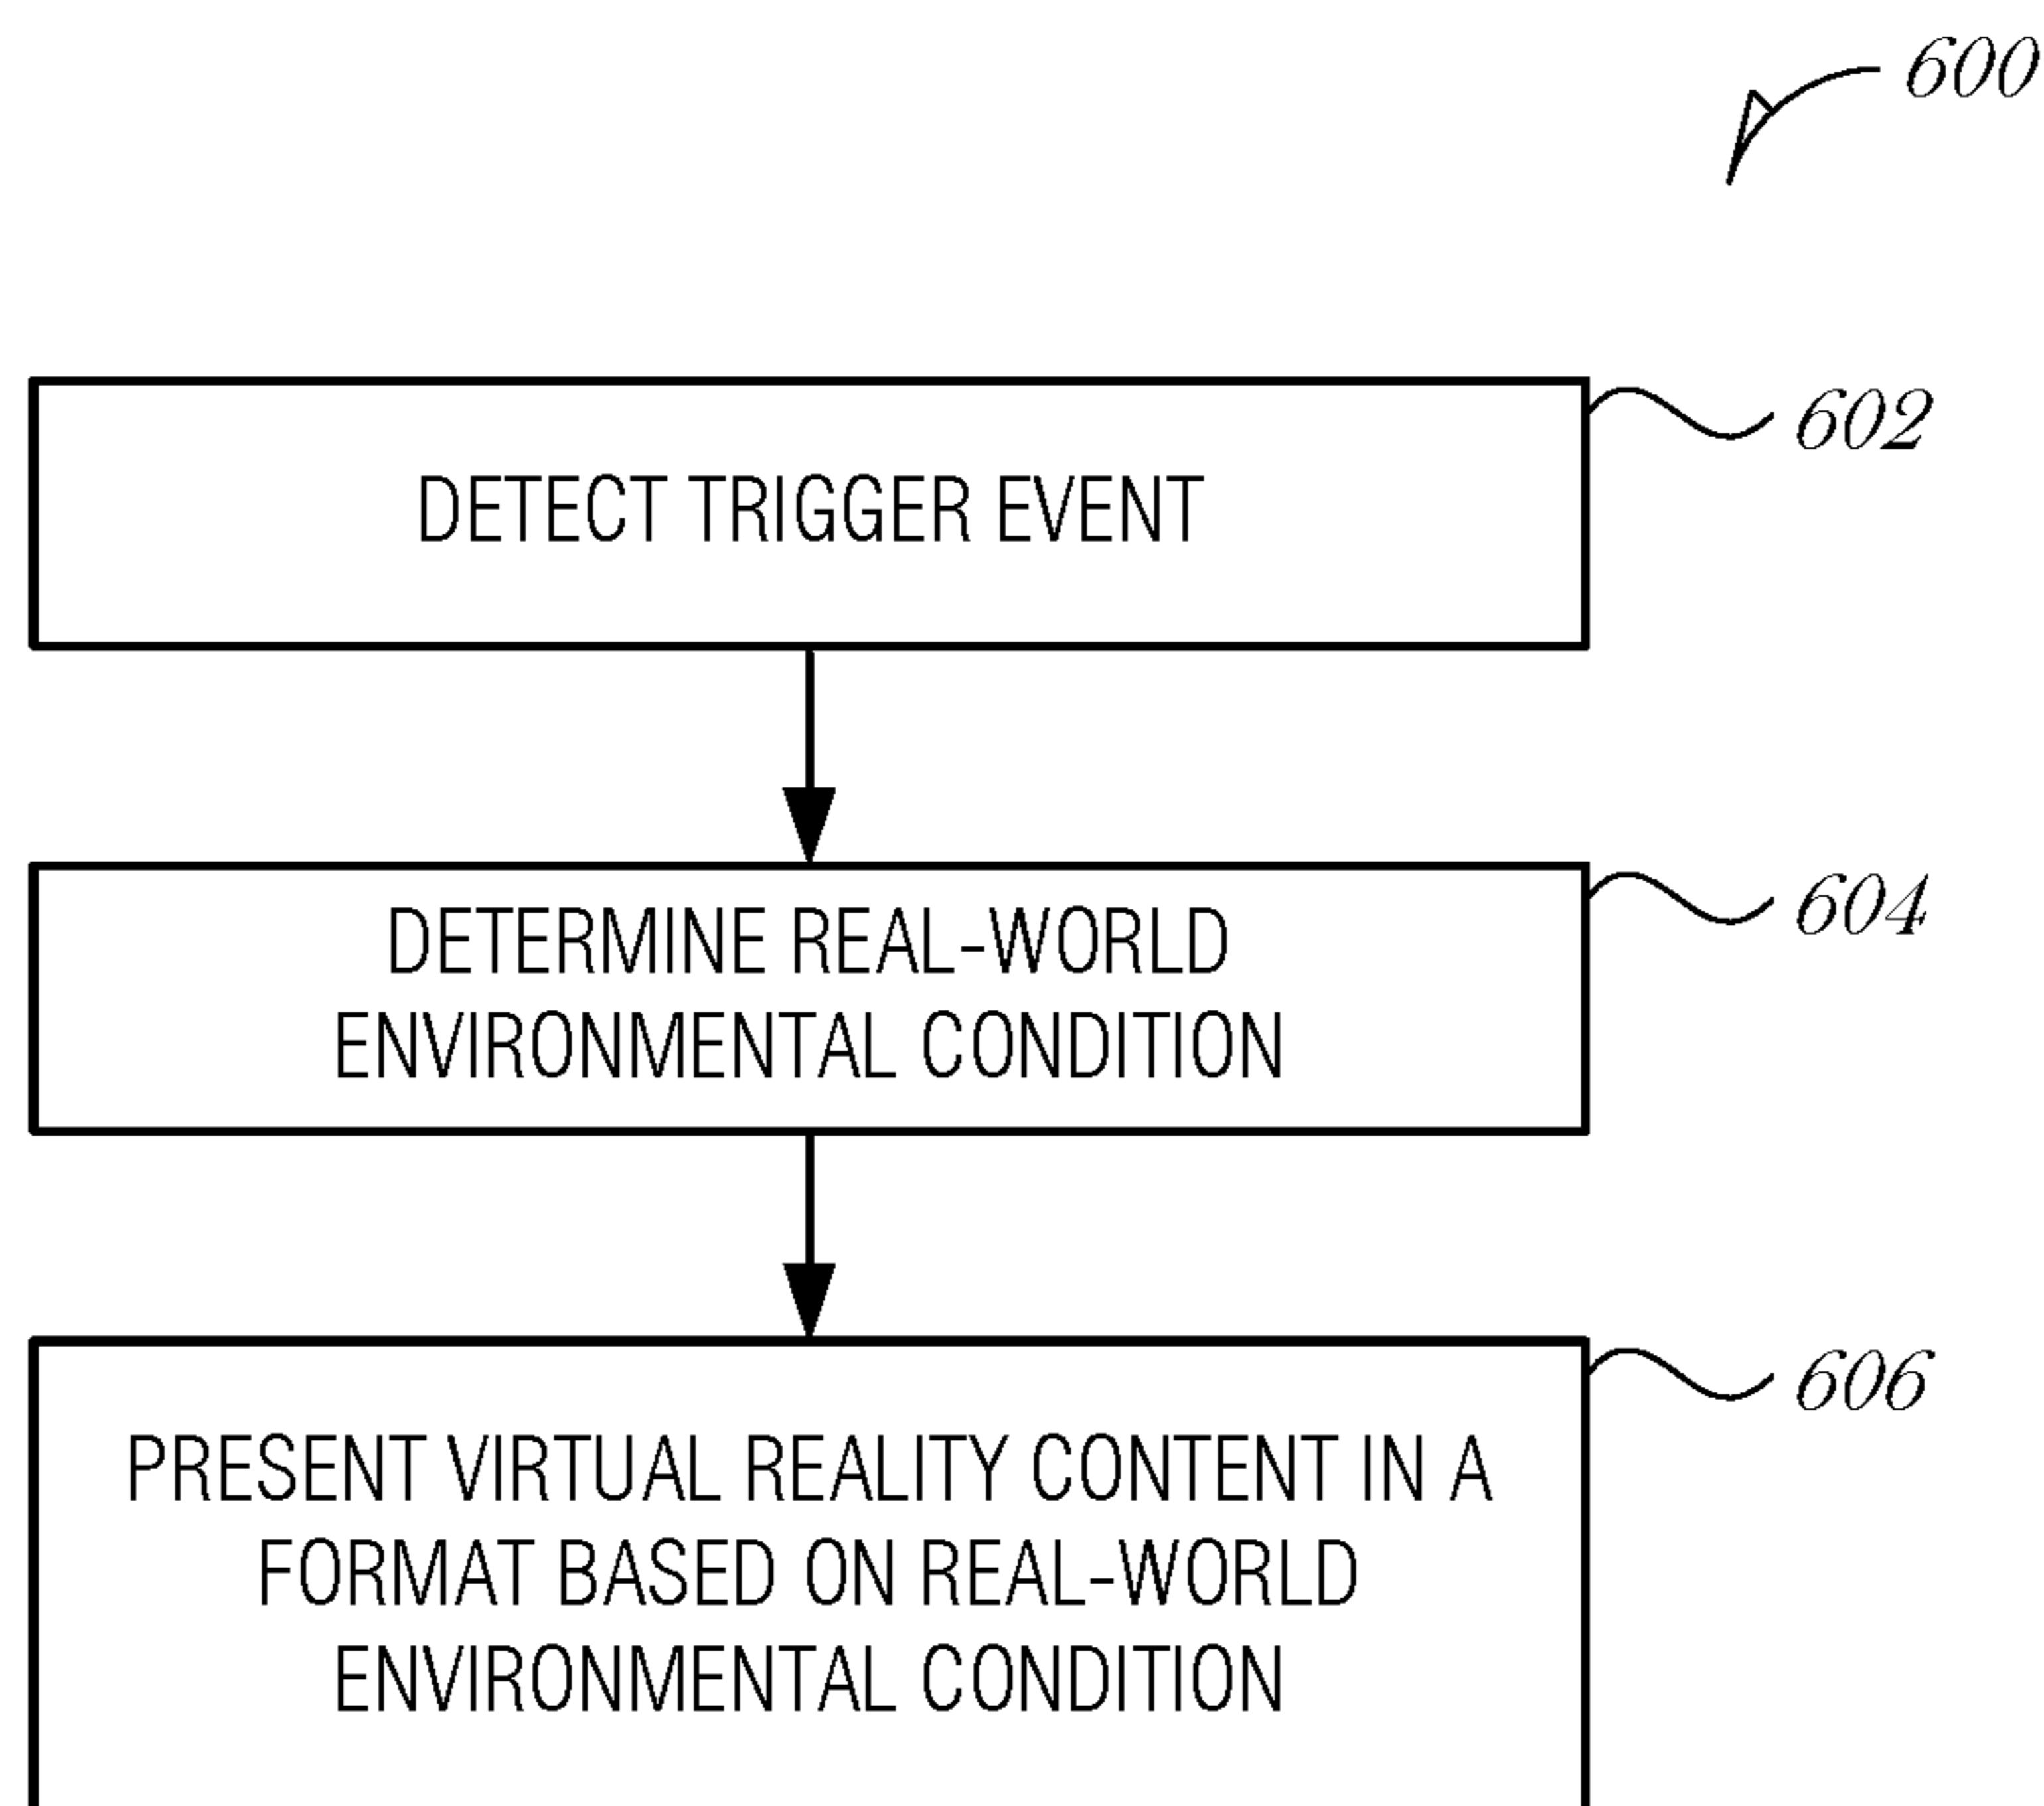 600
DETECT TRIGGER EVENT
602
DETERMINE REAL-WORLD
ENVIRONMENTAL CONDITION
604
PRESENT VIRTUAL REALITY CONTENT IN A
FORMAT BASED ON REAL-WORLD
ENVIRONMENTAL CONDITION
606